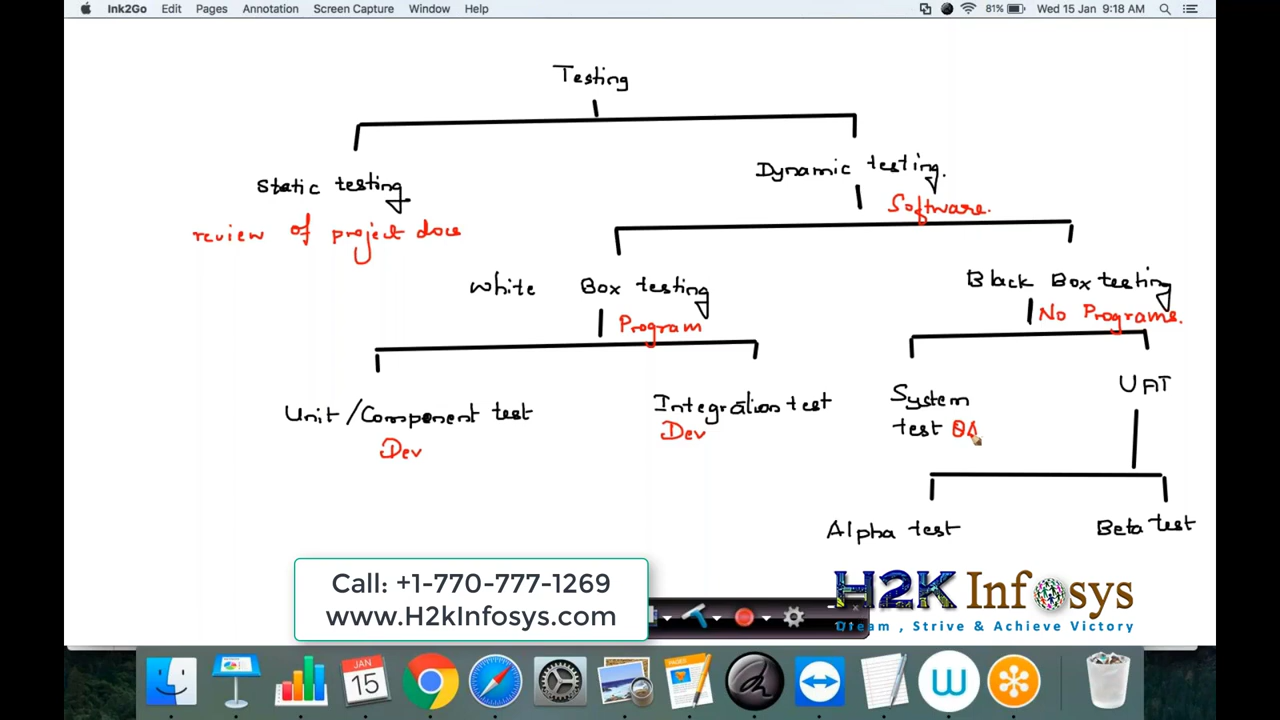 Ink2Go Edit Pages Annotation Screen Capture Window Help 81% Wed 15 Jan 9:18 AM
Testing
Static testing
Dynamic testing.
Software.
review of project docs
White Box testing
Program
Black Box testing
No Programs.
Unit/Component test
Dev
Integration test
Dev
System
test QA
UAT
Alpha test
Beta test
Call: +1-770-777-1269
www.H2kInfosys.com
H2K Infosys
Dream , Strive & Achieve Victory
JAN
15
PAGES
W